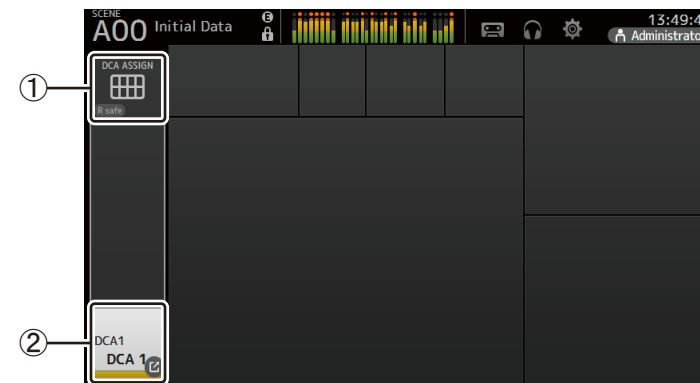 SCENE
A00 Initial Data E
13:49:4
Administrato
① DCA ASSIGN
R safe
② DCA1
DCA 1